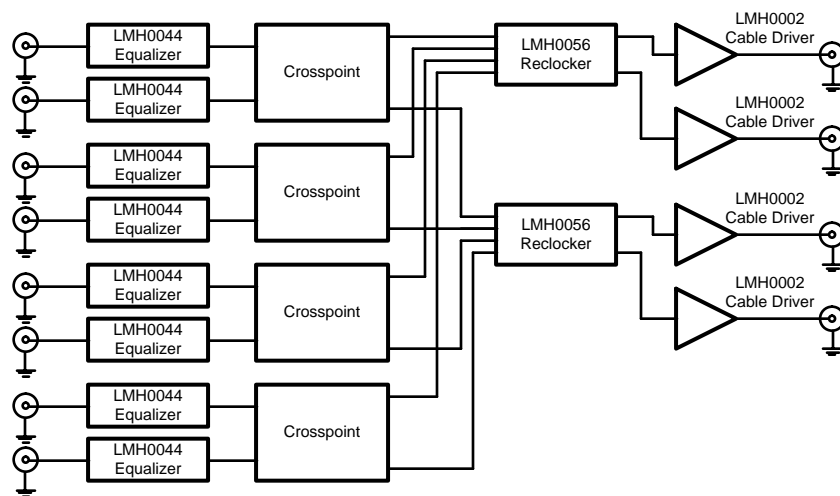 LMH0044
Equalizer
LMH0044
Equalizer
Crosspoint
LMH0044
Equalizer
LMH0044
Equalizer
Crosspoint
LMH0044
Equalizer
LMH0044
Equalizer
Crosspoint
LMH0044
Equalizer
LMH0044
Equalizer
Crosspoint
LMH0056
Reclocker
LMH0056
Reclocker
LMH0002
Cable Driver
LMH0002
Cable Driver
LMH0002
Cable Driver
LMH0002
Cable Driver